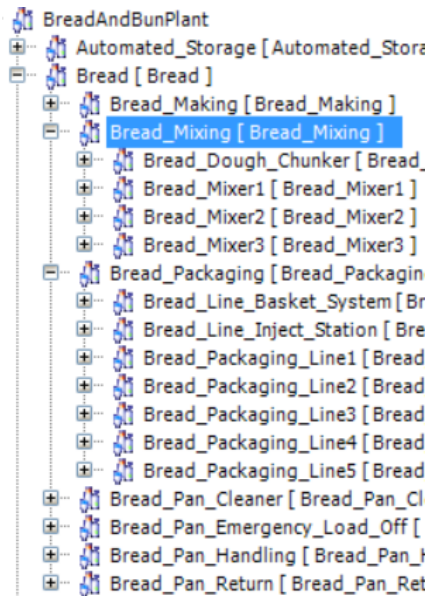 BreadAndBunPlant
Automated_Storage [ Automated_Stora
Bread [ Bread ]
Bread_Making [ Bread_Making ]
Bread_Mixing [ Bread_Mixing ]
Bread_Dough_Chunker [ Bread_
Bread_Mixer1 [ Bread_Mixer1 ]
Bread_Mixer2 [ Bread_Mixer2 ]
Bread_Mixer3 [ Bread_Mixer3 ]
Bread_Packaging [ Bread_Packaging
Bread_Line_Basket_System [ Br
Bread_Line_Inject_Station [ Bre
Bread_Packaging_Line1 [ Bread
Bread_Packaging_Line2 [ Bread
Bread_Packaging_Line3 [ Bread
Bread_Packaging_Line4 [ Bread
Bread_Packaging_Line5 [ Bread
Bread_Pan_Cleaner [ Bread_Pan_Cl
Bread_Pan_Emergency_Load_Off [
Bread_Pan_Handling [ Bread_Pan_H
Bread_Pan_Return [ Bread_Pan_Ret